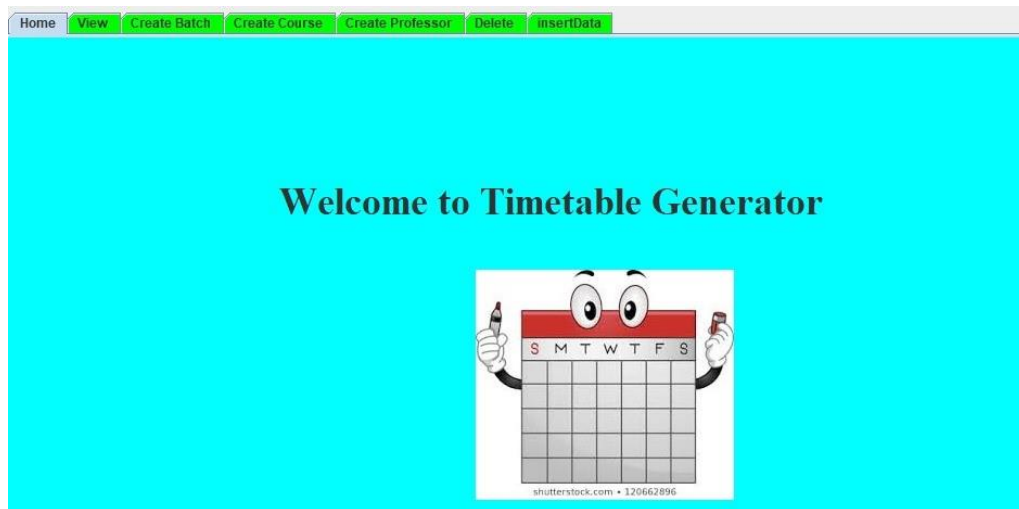 Home View Create Batch Create Course Create Professor Delete insertData
Welcome to Timetable Generator
S M T W T F S
shutterstock.com • 120662896